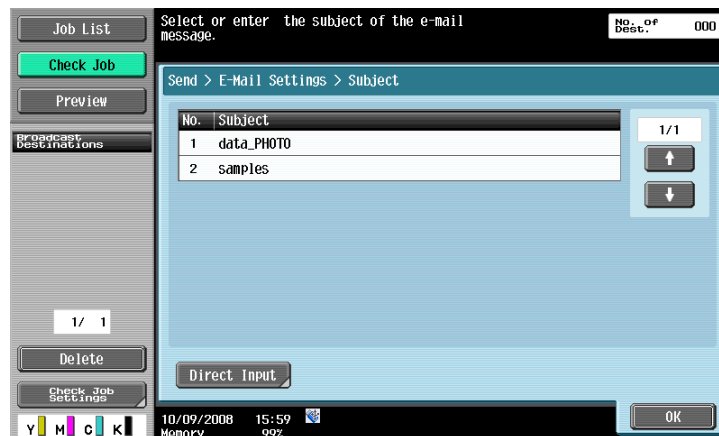 Job List
Check Job
Preview
Broadcast
Destinations
1/ 1
Delete
Check Job
Settings
Y M C K
Select or enter the subject of the e-mail
message.
No. of
Dest. 000
Send > E-Mail Settings > Subject
No. Subject
1 data_PHOTO
2 samples
1/1
Direct Input
10/09/2008 15:59
Memory 99%
OK